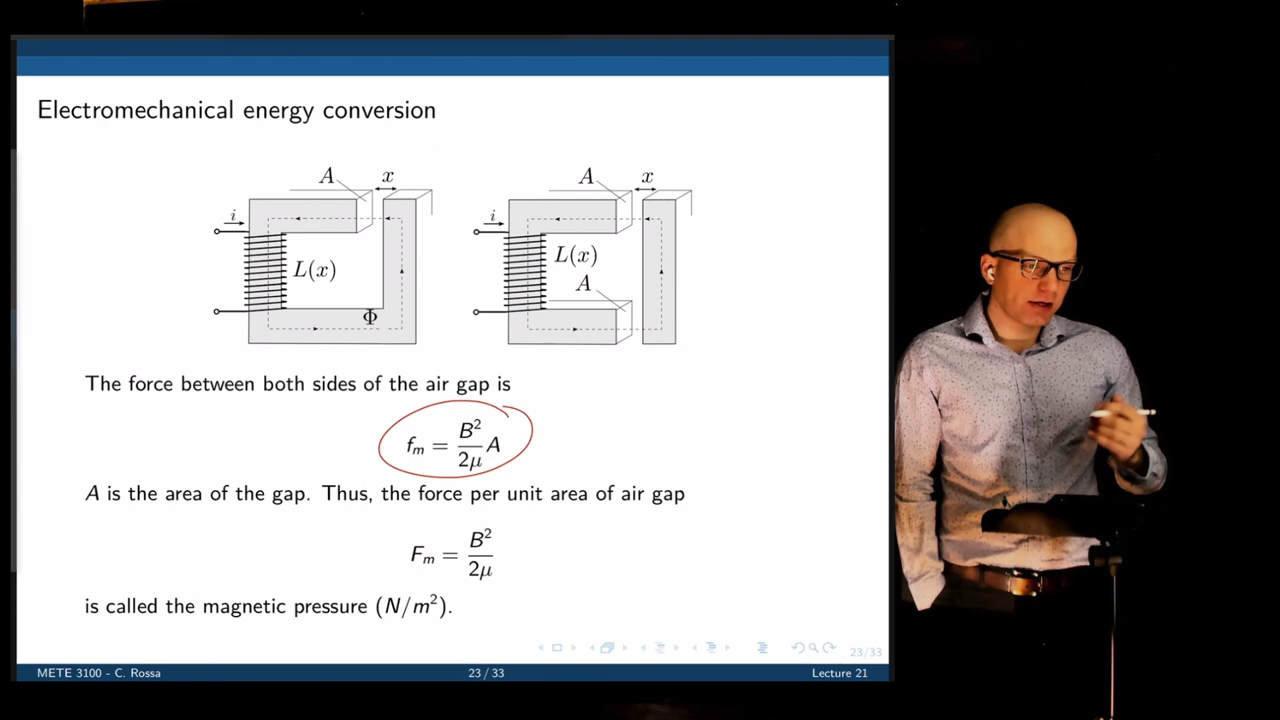 Electromechanical energy conversion
A x A x
i i
L(x) L(x)
A
Φ
The force between both sides of the air gap is
f_m = B²/2μ A
A is the area of the gap. Thus, the force per unit area of air gap
F_m = B²/2μ
is called the magnetic pressure (N/m²).
23/33
METE 3100 - C. Rossa 23 / 33 Lecture 21